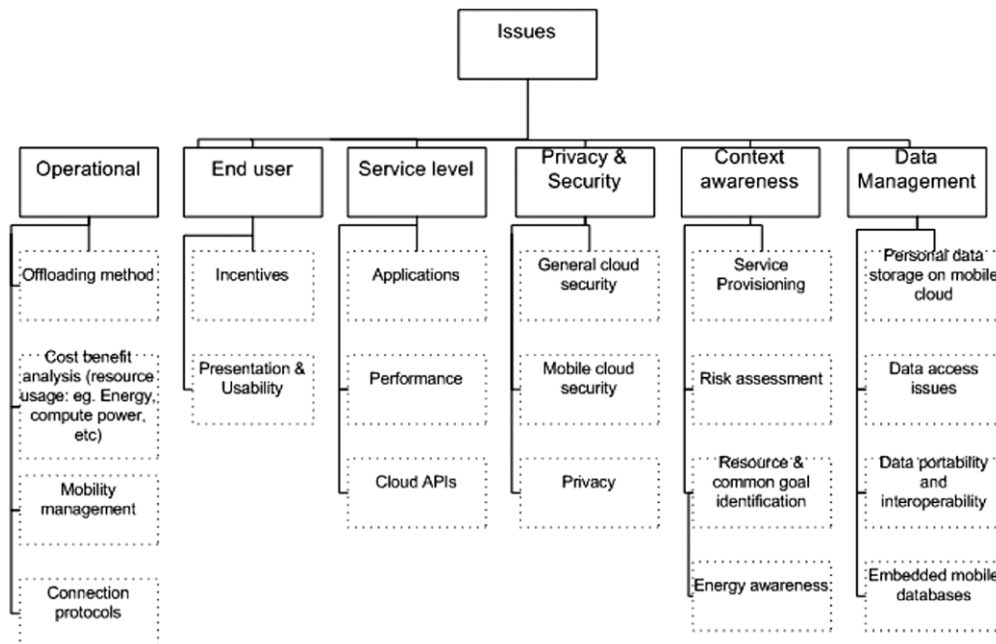 Issues
Operational
End user
Service level
Privacy &
Security
Context
awareness
Data
Management
Offloading method
Cost benefit
analysis (resource
usage: eg. Energy,
compute power,
etc)
Mobility
management
Connection
protocols
Incentives
Presentation &
Usability
Applications
Performance
Cloud APIs
General cloud
security
Mobile cloud
security
Privacy
Service
Provisioning
Risk assessment
Resource &
common goal
identification
Energy awareness
Personal data
storage on mobile
cloud
Data access
issues
Data portability
and
interoperability
Embedded mobile
databases